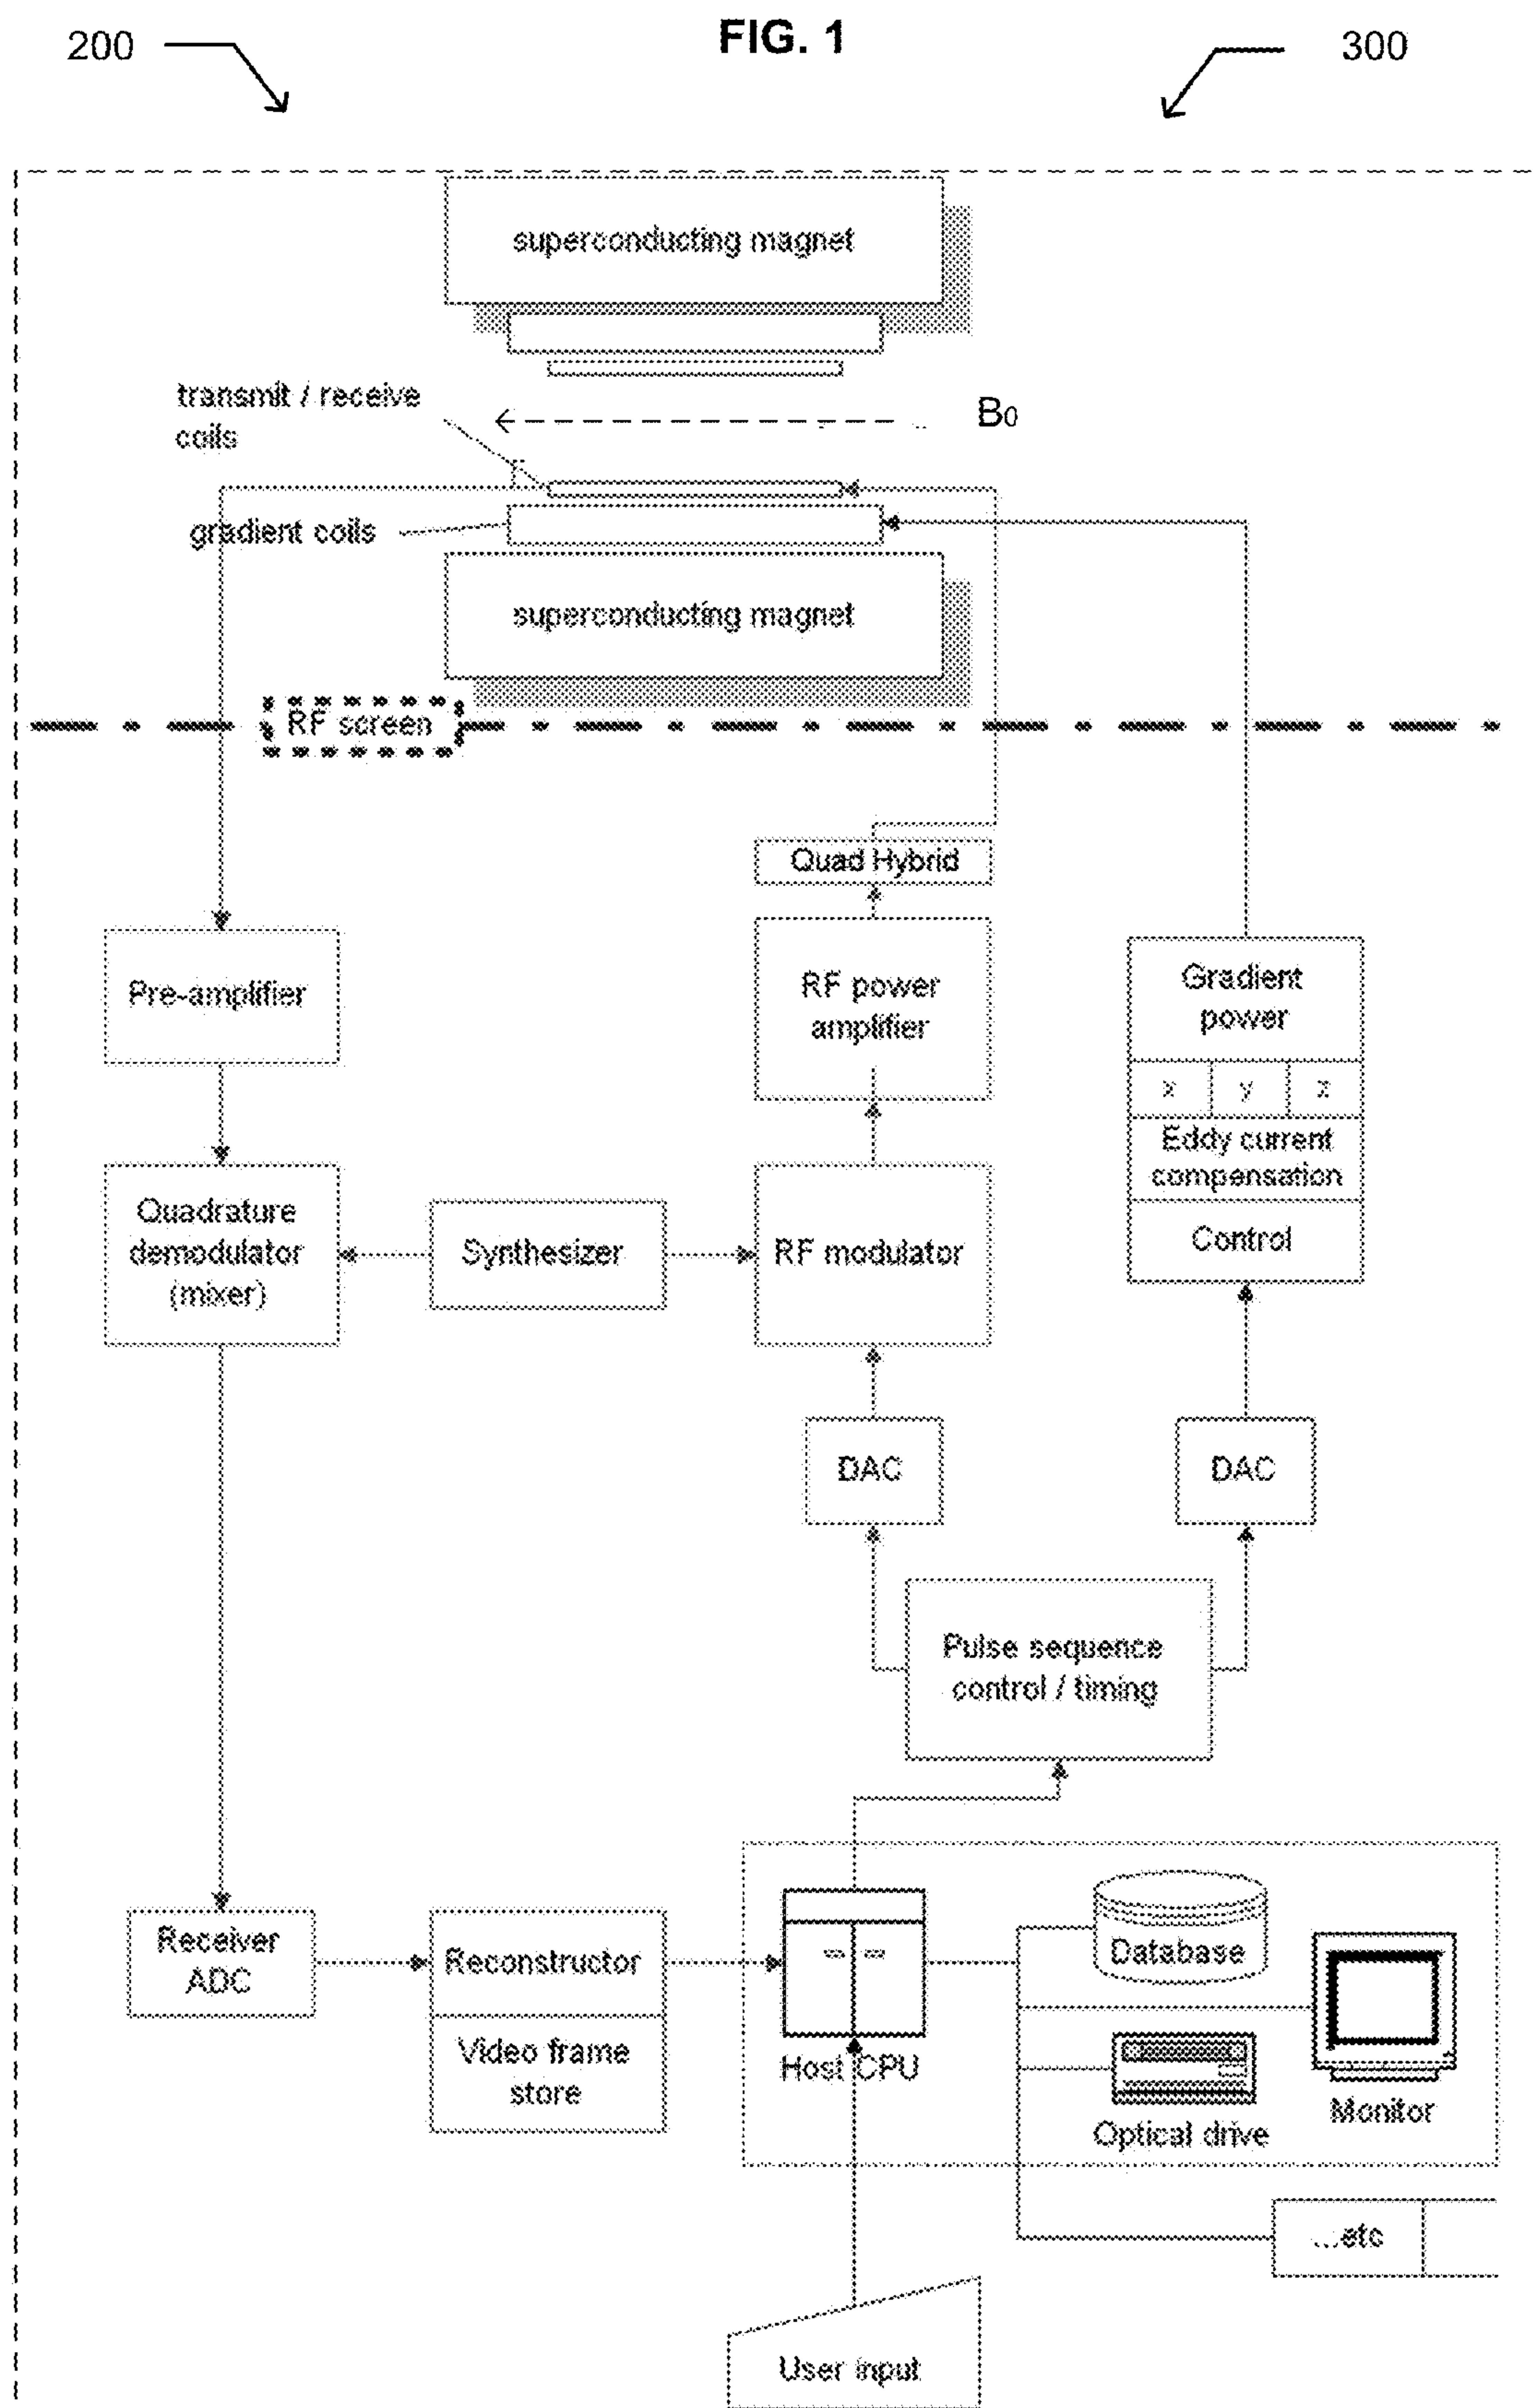 FIG. 1
200
300
superconducting magnet
transmit / receive
coils
B0
gradient coils
superconducting magnet
RF screen
Quad Hybrid
Pre-amplifier
RF power
amplifier
Gradient
power
x y z
Eddy current
compensation
Control
Quadrature
demodulator
(mixer)
Synthesizer
RF modulator
DAC
DAC
Pulse sequence
control / timing
Receiver
ADC
Reconstructor
Video frame
store
Host CPU
Database
Optical drive
Monitor
...etc
User input